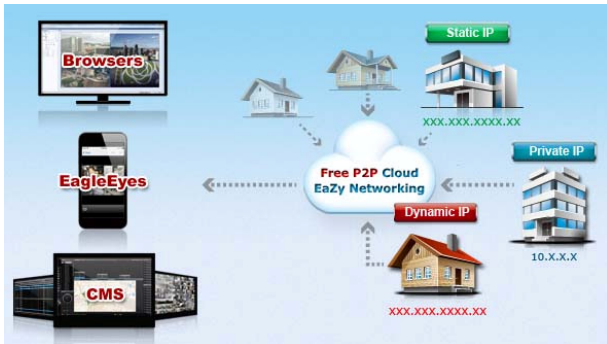 Browsers
Static IP
XXX.XXX.XXXX.XX
EagleEyes
Free P2P Cloud
EaZy Networking
Private IP
10.X.X.X
Dynamic IP
XXX.XXX.XXXX.XX
CMS